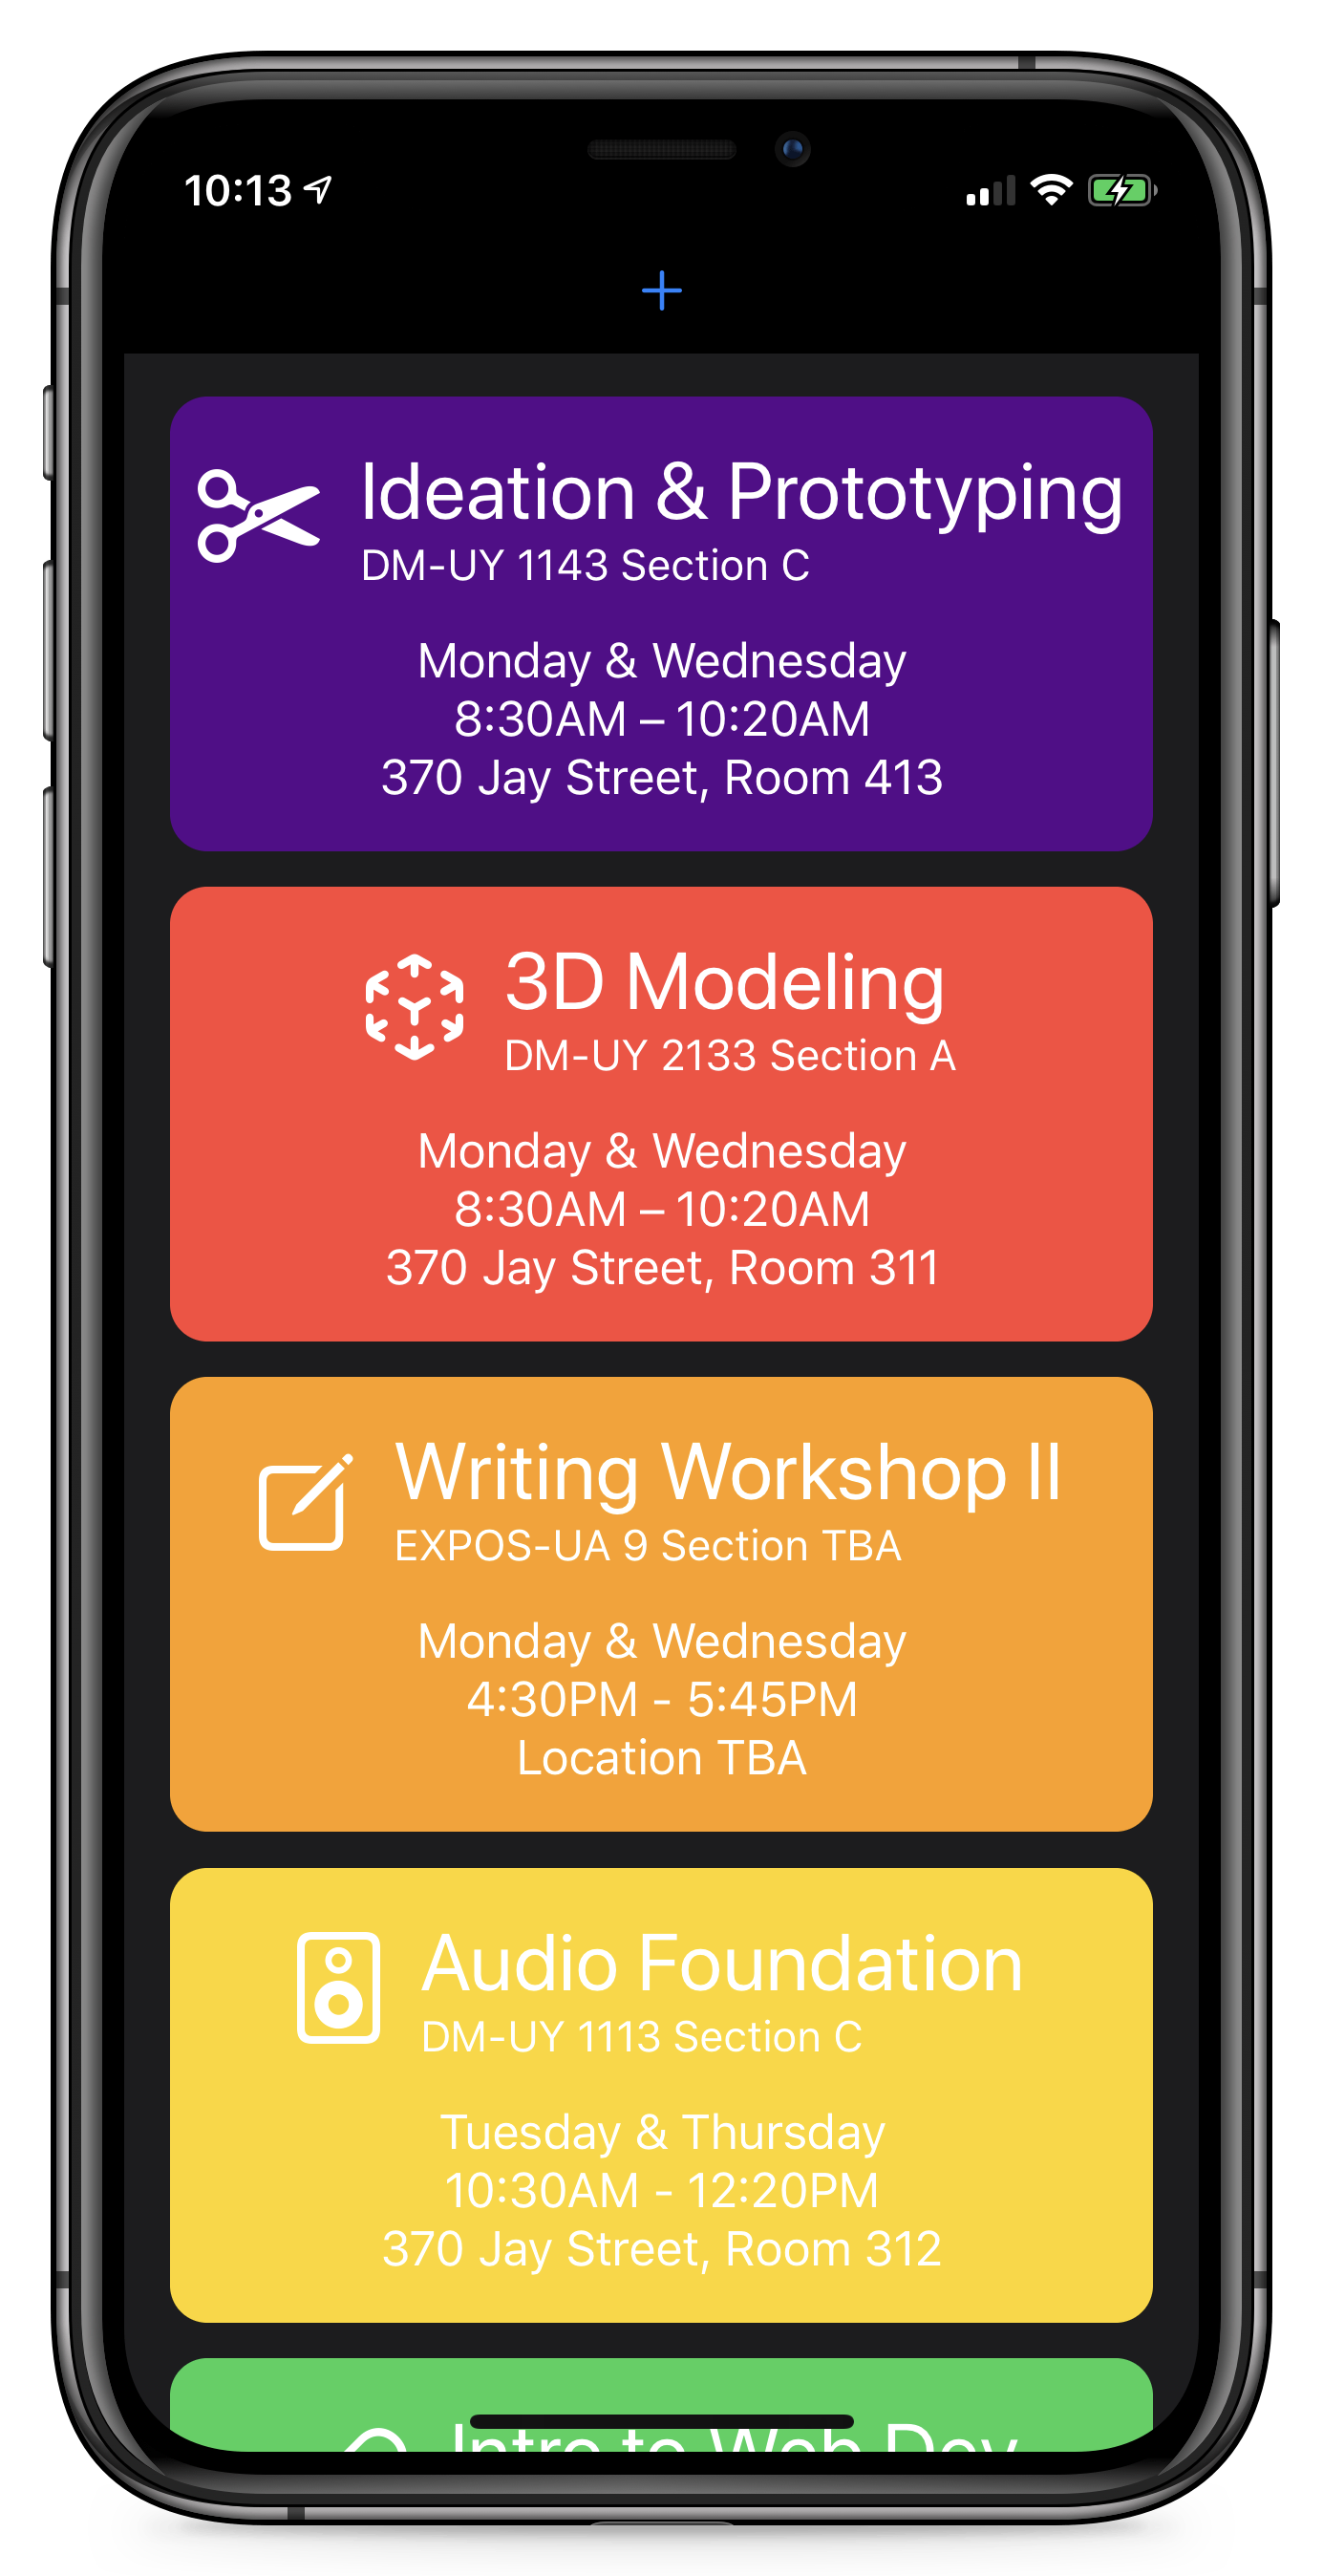 10:13
Ideation & Prototyping
DM-UY 1143 Section C
Monday & Wednesday
8:30AM – 10:20AM
370 Jay Street, Room 413
3D Modeling
DM-UY 2133 Section A
Monday & Wednesday
8:30AM – 10:20AM
370 Jay Street, Room 311
Writing Workshop II
EXPOS-UA 9 Section TBA
Monday & Wednesday
4:30PM - 5:45PM
Location TBA
Audio Foundation
DM-UY 1113 Section C
Tuesday & Thursday
10:30AM - 12:20PM
370 Jay Street, Room 312
Intro to Web Dev